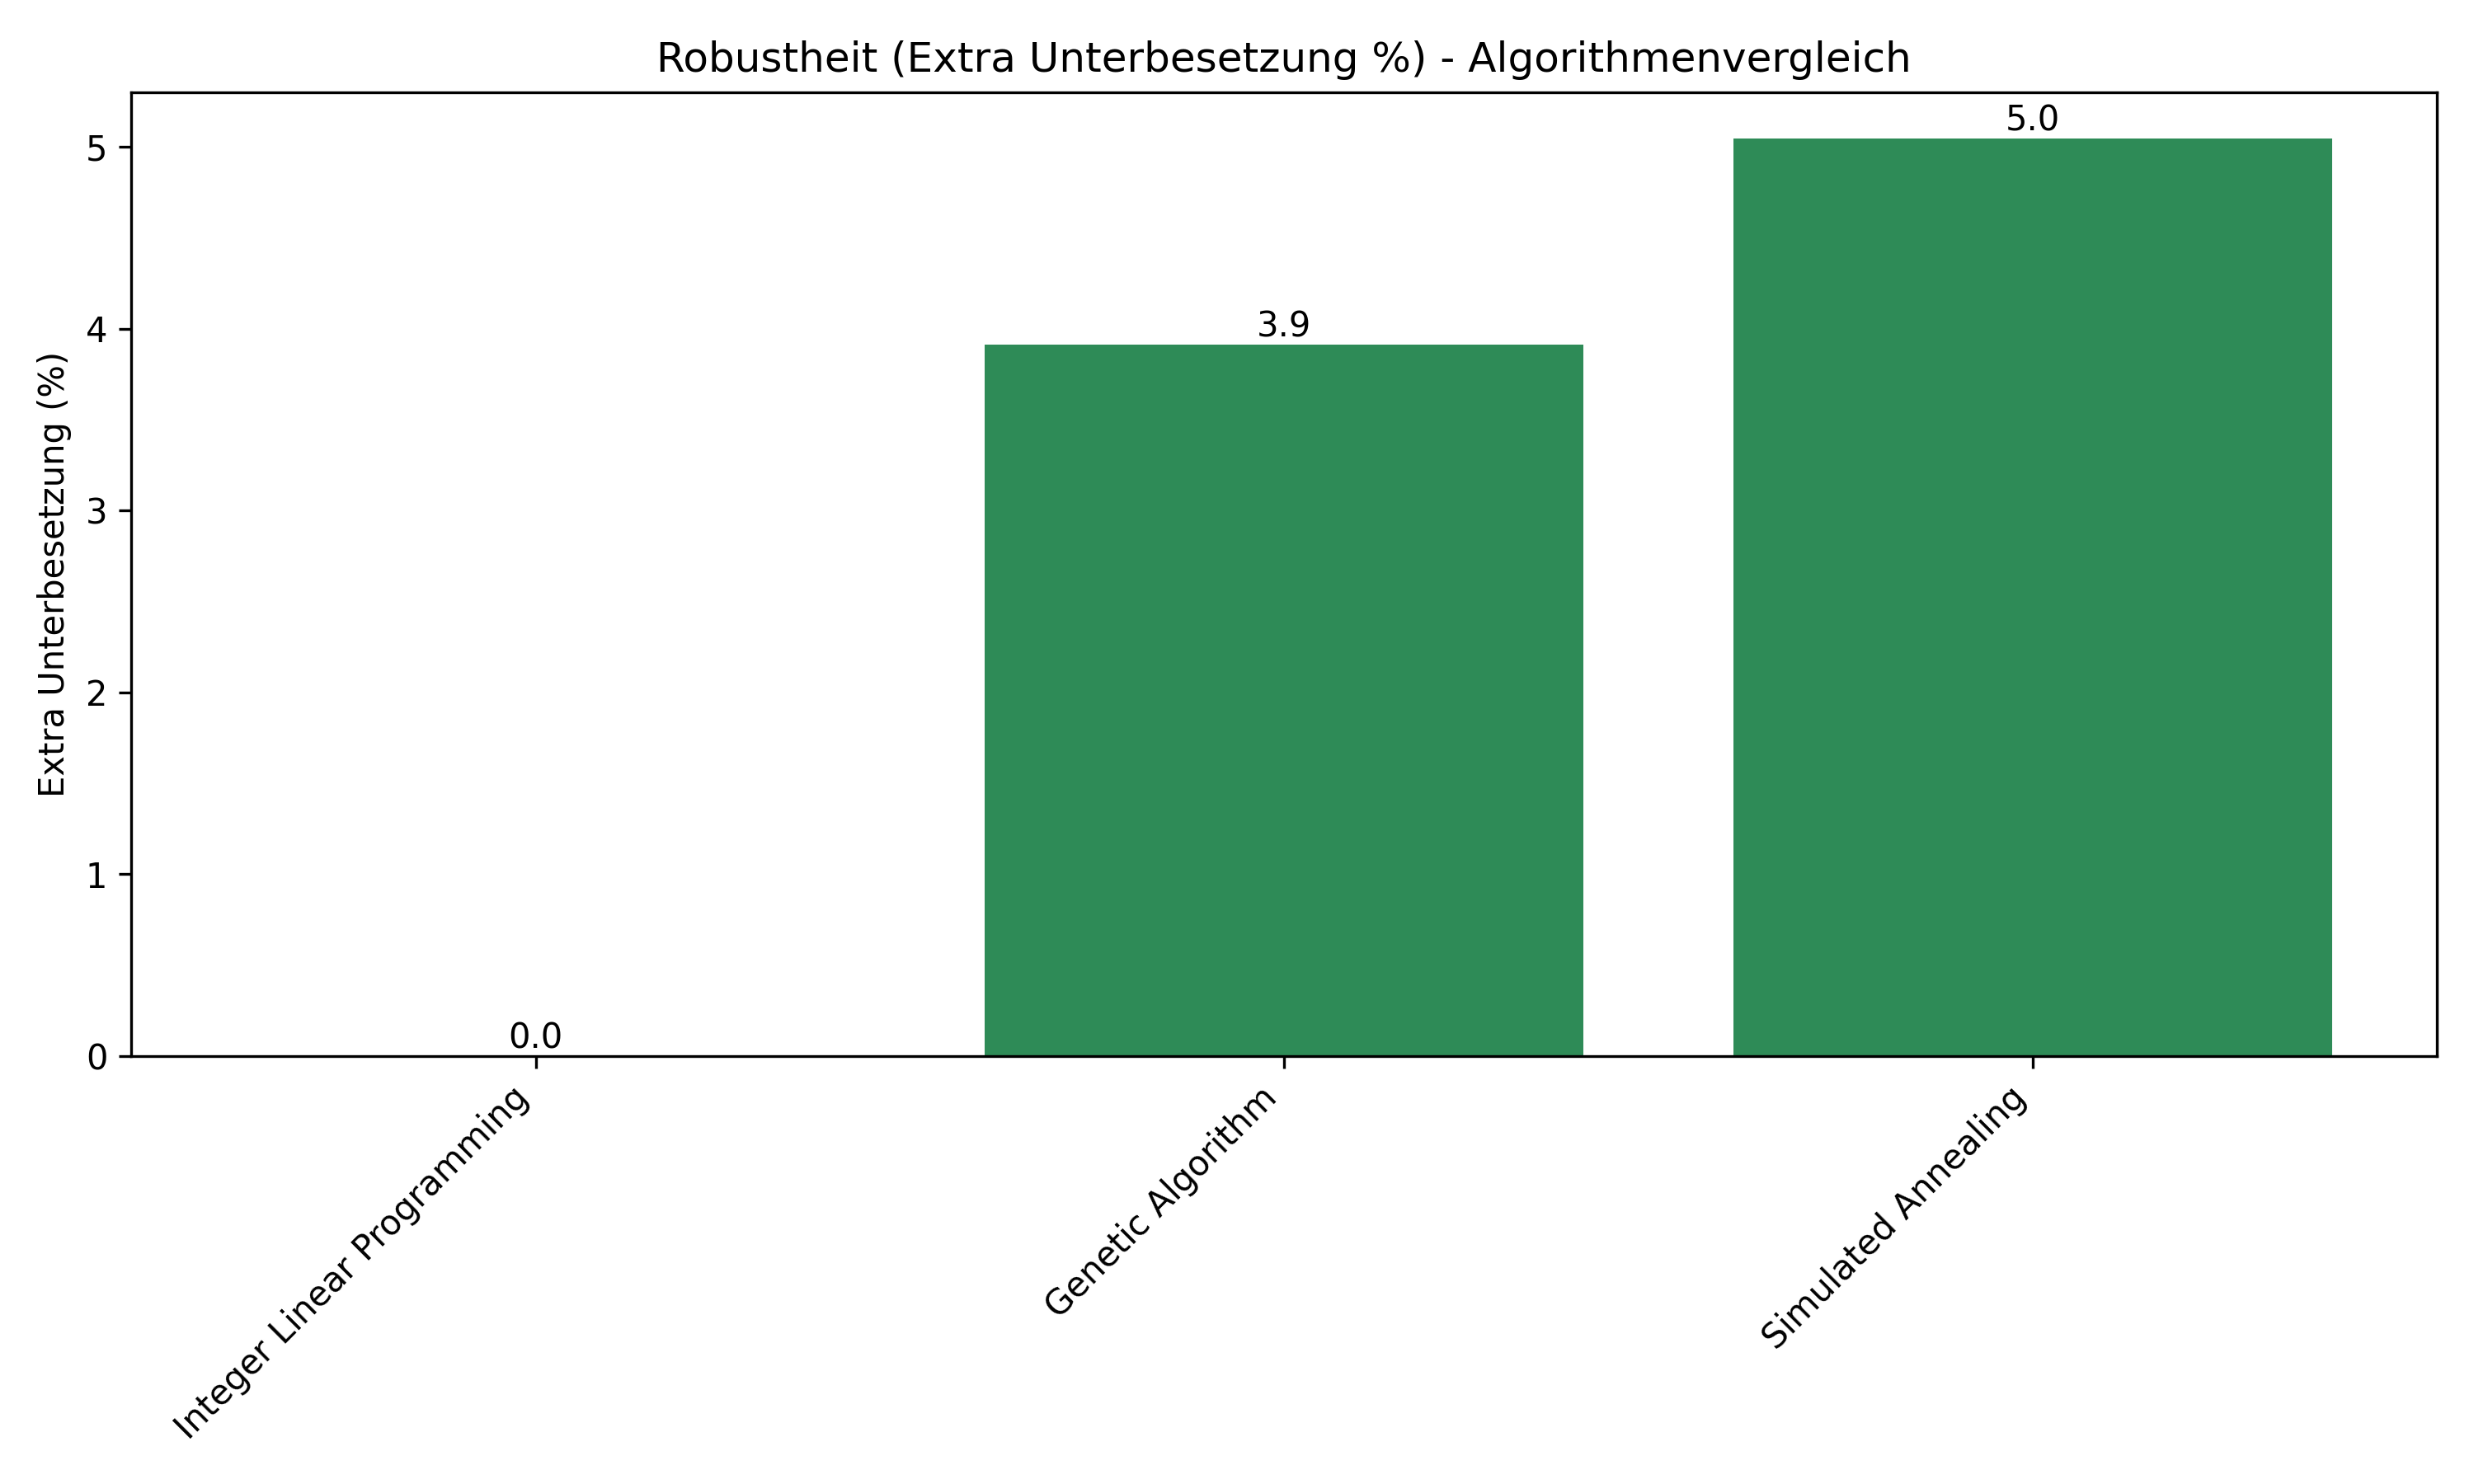 Robustheit (Extra Unterbesetzung %) - Algorithmenvergleich
Extra Unterbesetzung (%)
5
4
3
2
1
0
0.0
3.9
5.0
Integer Linear Programming
Genetic Algorithm
Simulated Annealing